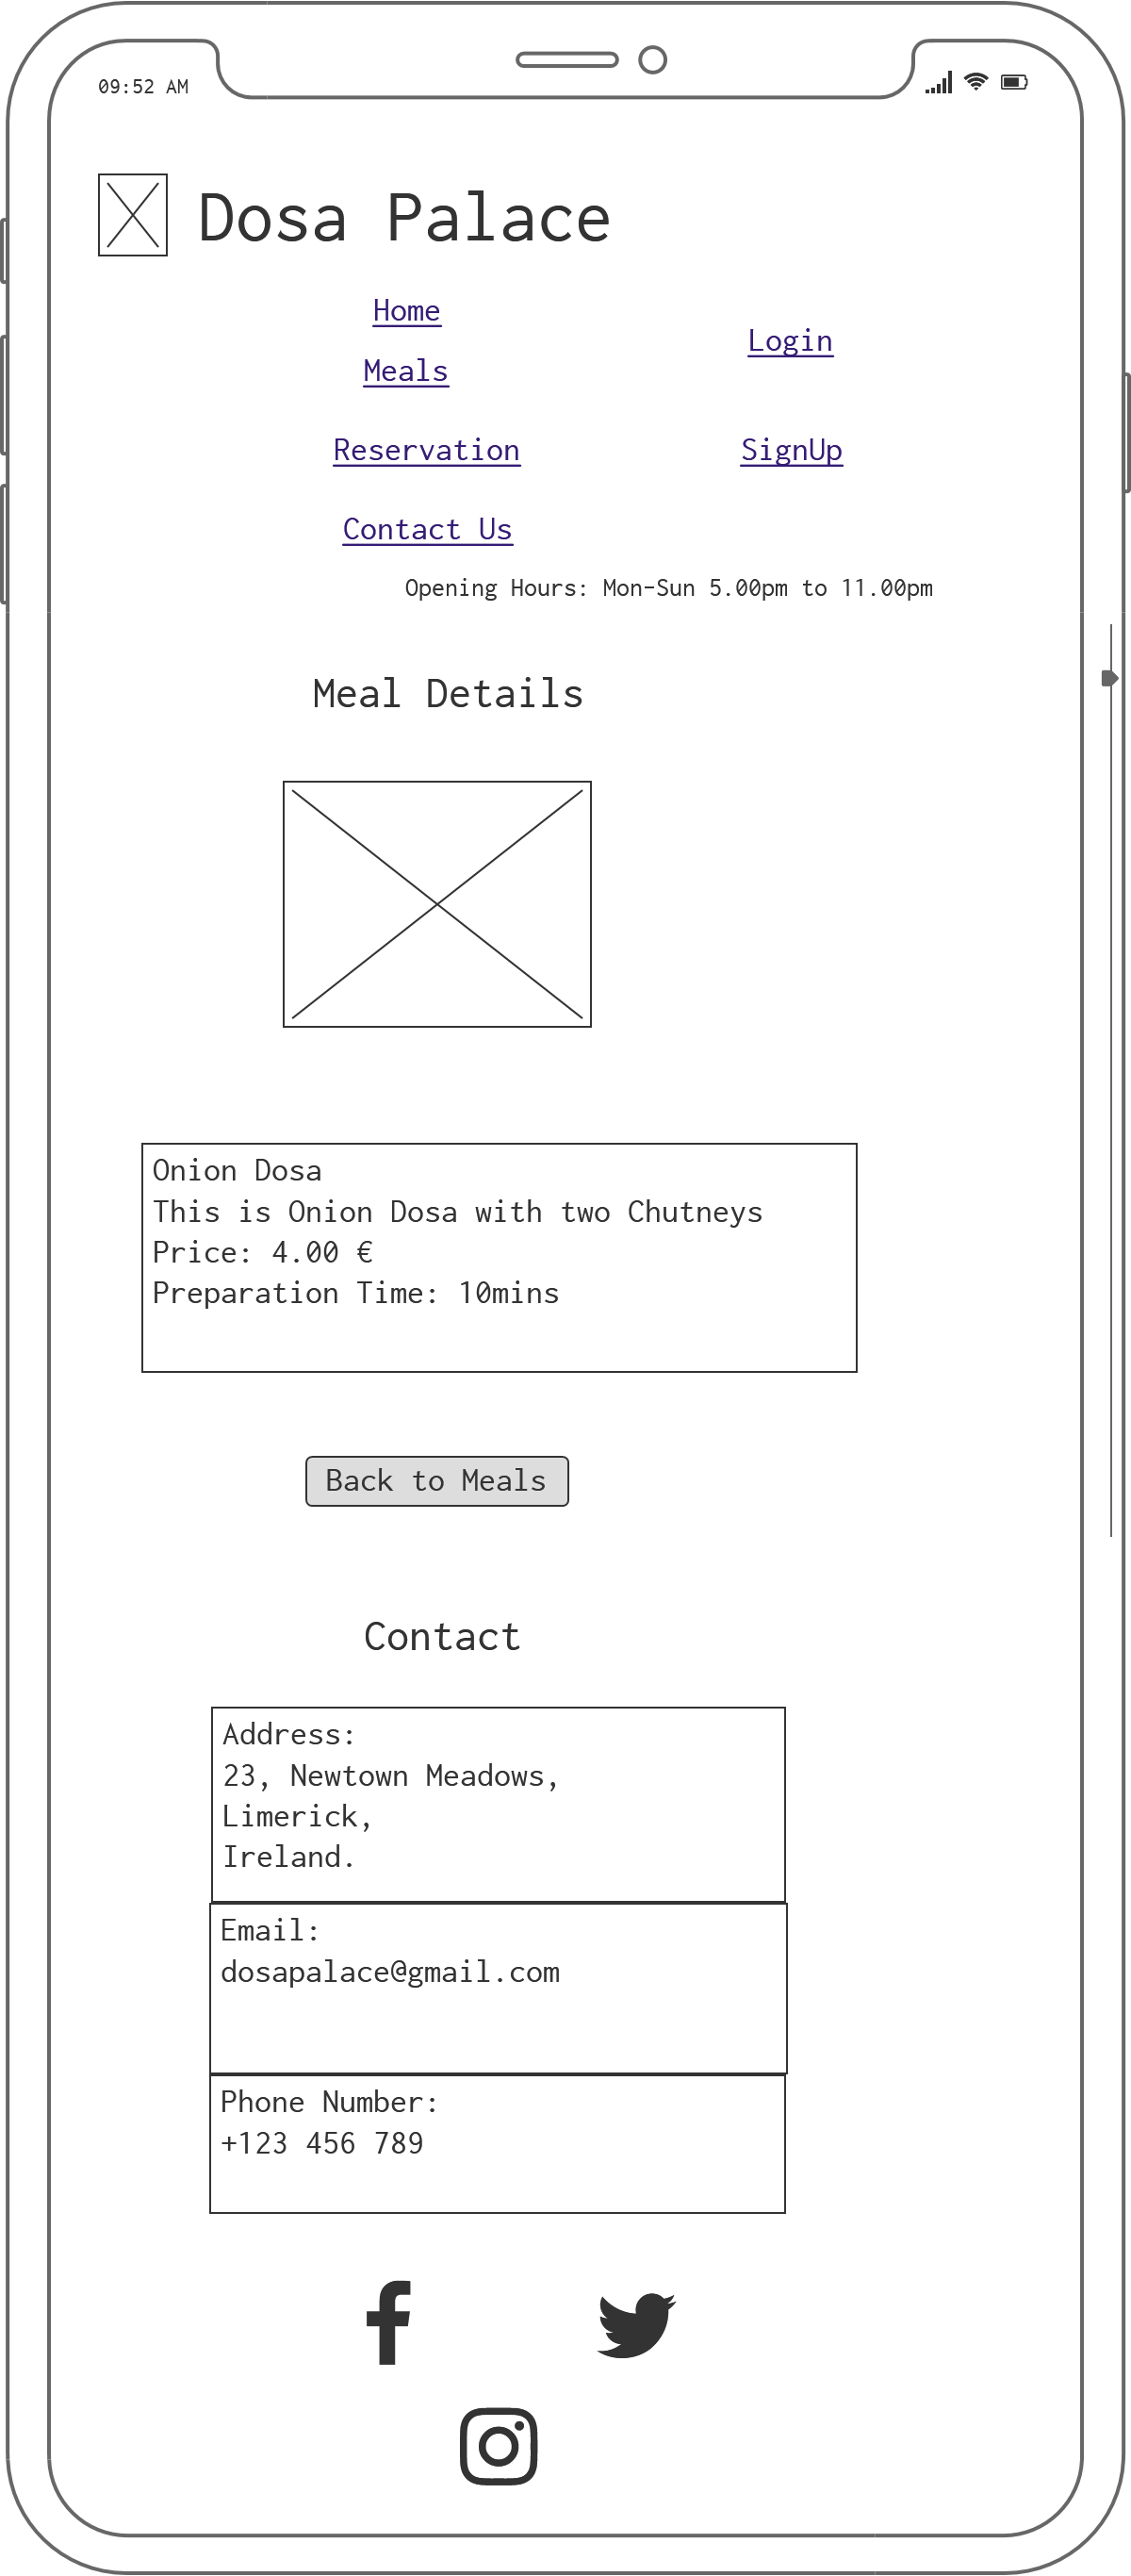 09:52 AM
Dosa Palace
Home
Login
Meals
Reservation
SignUp
Contact Us
Opening Hours: Mon-Sun 5.00pm to 11.00pm
Meal Details
Onion Dosa
This is Onion Dosa with two Chutneys
Price: 4.00 €
Preparation Time: 10mins
Back to Meals
Contact
Address:
23, Newtown Meadows,
Limerick,
Ireland.
Email:
dosapalace@gmail.com
Phone Number:
+123 456 789